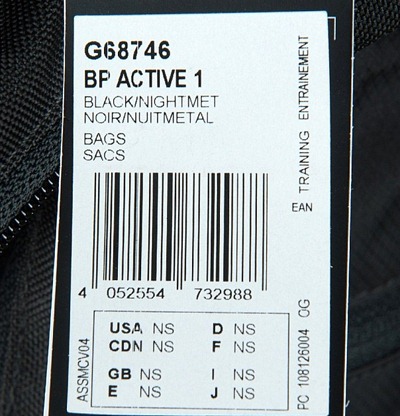 G68746
BP ACTIVE 1
BLACK/NIGHTMET
NOIR/NUITMETAL
BAGS
SACS
TRAINING ENTRAINEMENT
EAN
4 052554 732988
USA NS D NS
CDN NS F NS
GB NS I NS
E NS J NS
ASSMCV04
PC 108126004 OG